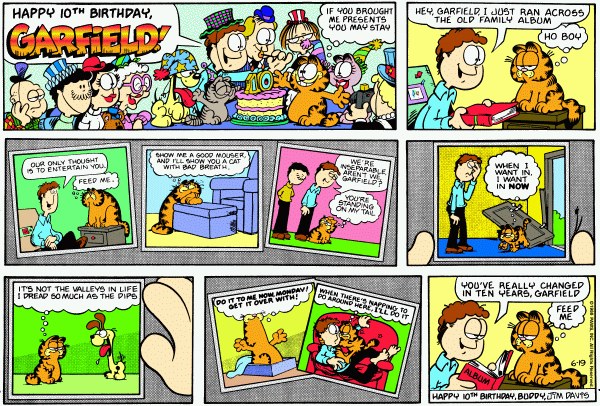 HAPPY 10TH BIRTHDAY,
GARFIELD!
IF YOU BROUGHT
ME PRESENTS
YOU MAY STAY
10
HEY, GARFIELD, I JUST RAN ACROSS
THE OLD FAMILY ALBUM
HO BOY
OUR ONLY THOUGHT
IS TO ENTERTAIN YOU.
FEED ME.
SHOW ME A GOOD MOUSER,
AND I'LL SHOW YOU A CAT
WITH BAD BREATH.
WE'RE
INSEPARABLE,
AREN'T WE,
GARFIELD?
YOU'RE
STANDING
ON MY TAIL
WHEN I
WANT IN,
I WANT
IN NOW
IT'S NOT THE VALLEYS IN LIFE
I DREAD SO MUCH AS THE DIPS
DO IT TO ME NOW, MONDAY!
GET IT OVER WITH!
WHEN THERE'S NAPPING TO
DO AROUND HERE, I'LL DO IT
YOU'VE REALLY CHANGED
IN TEN YEARS, GARFIELD
FEED
ME
ALBUM
6-19
HAPPY 10TH BIRTHDAY, BUDDY, JIM DAVIS